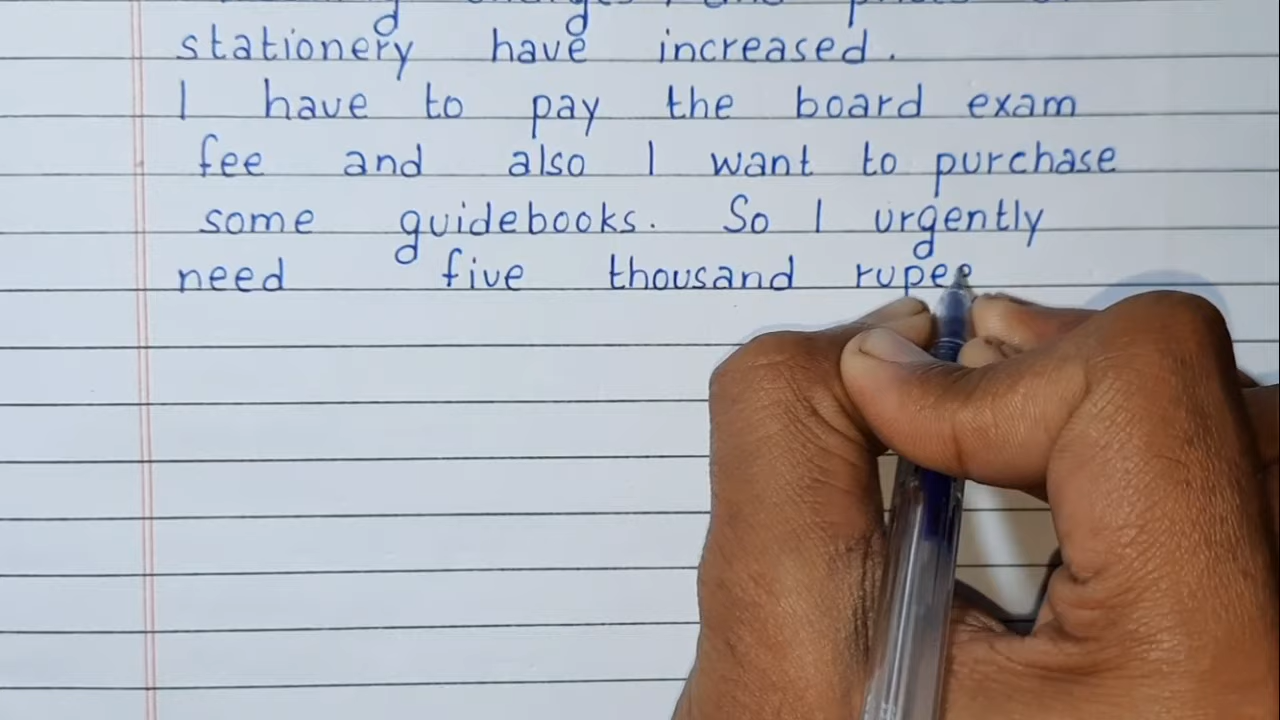 stationery have increased.
I have to pay the board exam
fee and also I want to purchase
some guidebooks. So I urgently
need five thousand rupee